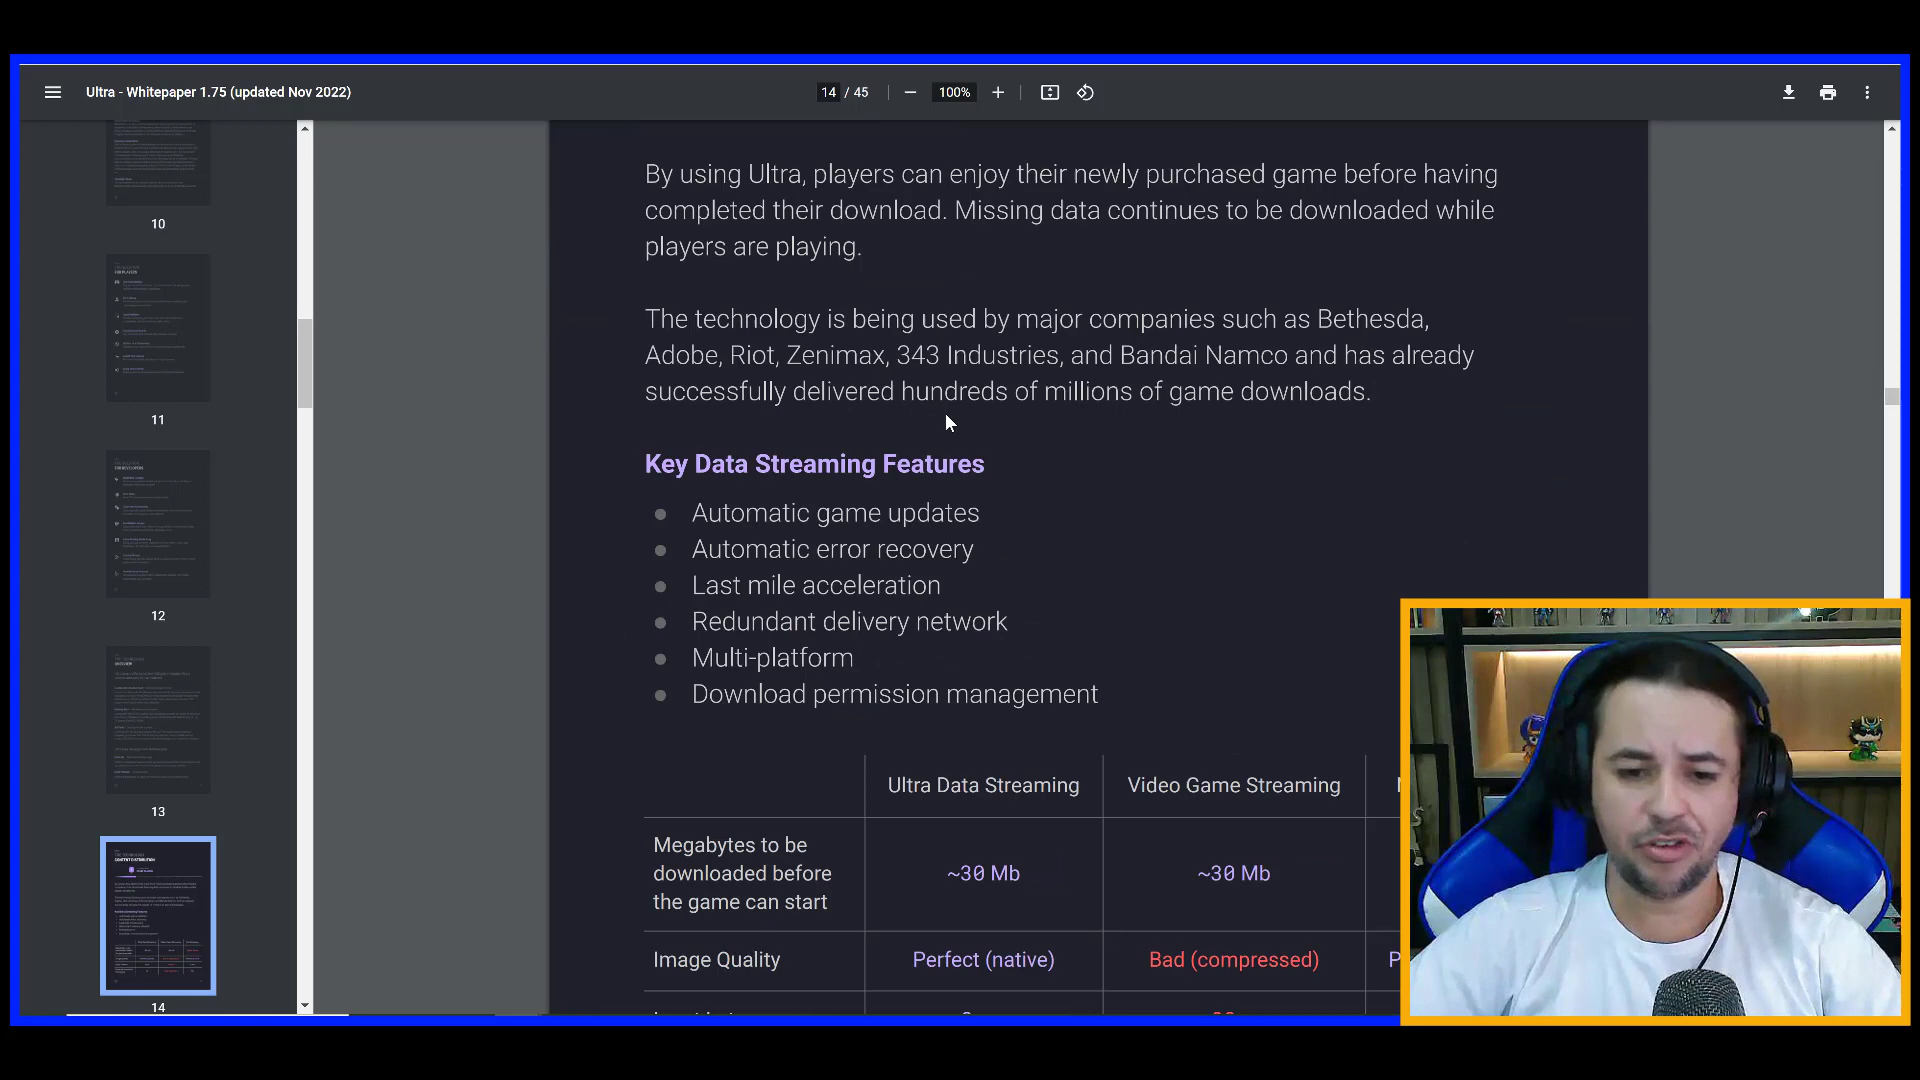 Ultra - Whitepaper 1.75 (updated Nov 2022)
14 / 45
100%
10
11
12
13
14
By using Ultra, players can enjoy their newly purchased game before having
completed their download. Missing data continues to be downloaded while
players are playing.
The technology is being used by major companies such as Bethesda,
Adobe, Riot, Zenimax, 343 Industries, and Bandai Namco and has already
successfully delivered hundreds of millions of game downloads.
Key Data Streaming Features
Automatic game updates
Automatic error recovery
Last mile acceleration
Redundant delivery network
Multi-platform
Download permission management
Ultra Data Streaming
Video Game Streaming
Megabytes to be
downloaded before
the game can start
~30 Mb
~30 Mb
Image Quality
Perfect (native)
Bad (compressed)